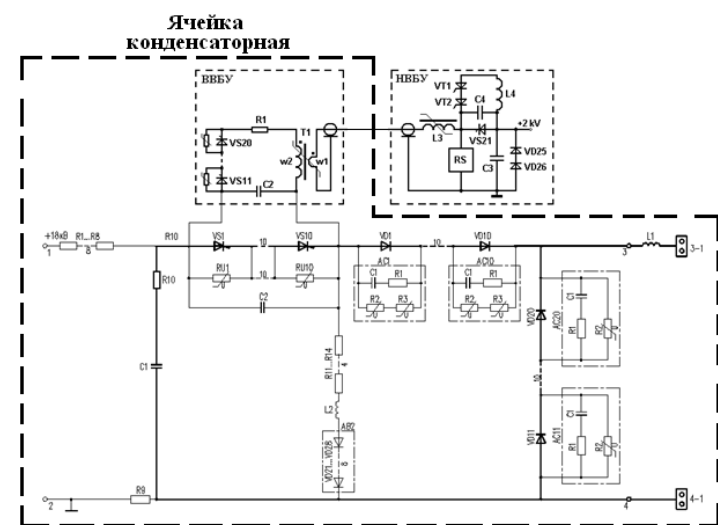 Ячейка
конденсаторная
ВВБУ
НВБУ
VT1
VT2
C4
L4
R1
T1
VS20
w2
w1
L3
VS21
+2 kV
RS
C3
VD25
VD26
VS11
C2
+18кВ
R1...R8
R10
VS1
10
VS10
VD1
10
VD10
L1
1
8
3
3-1
R10
RU1
10
RU10
AC1
C1
R1
R2
R3
AC10
C1
R1
R2
R3
C2
VD20
C1
R1
R2
AC20
R11...R14
4
C1
10
L2
AB2
VD21...VD28
8
VD11
C1
R1
R2
AC11
R9
2
4
4-1